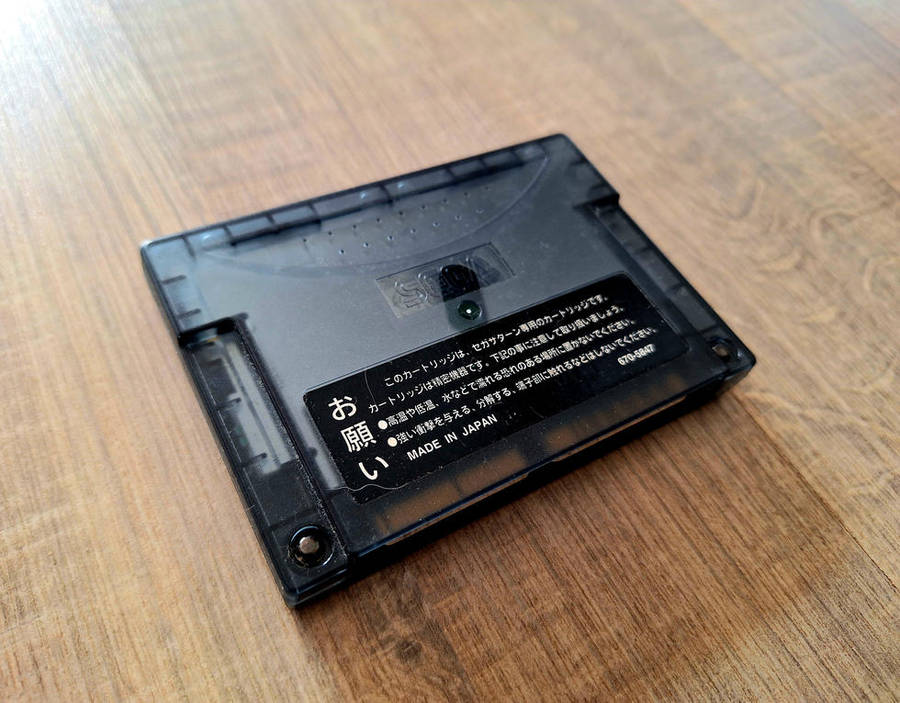 SEGA
お願い
このカートリッジは、セガサターン専用のカートリッジです。
カートリッジは精密機器です。下記の事に注意して取り扱いましょう。
●高温や低温、水などで濡れる恐れのある場所に置かないでください。
●強い衝撃を与える、分解する、端子部に触れるなどはしないでください。
MADE IN JAPAN
670-5847